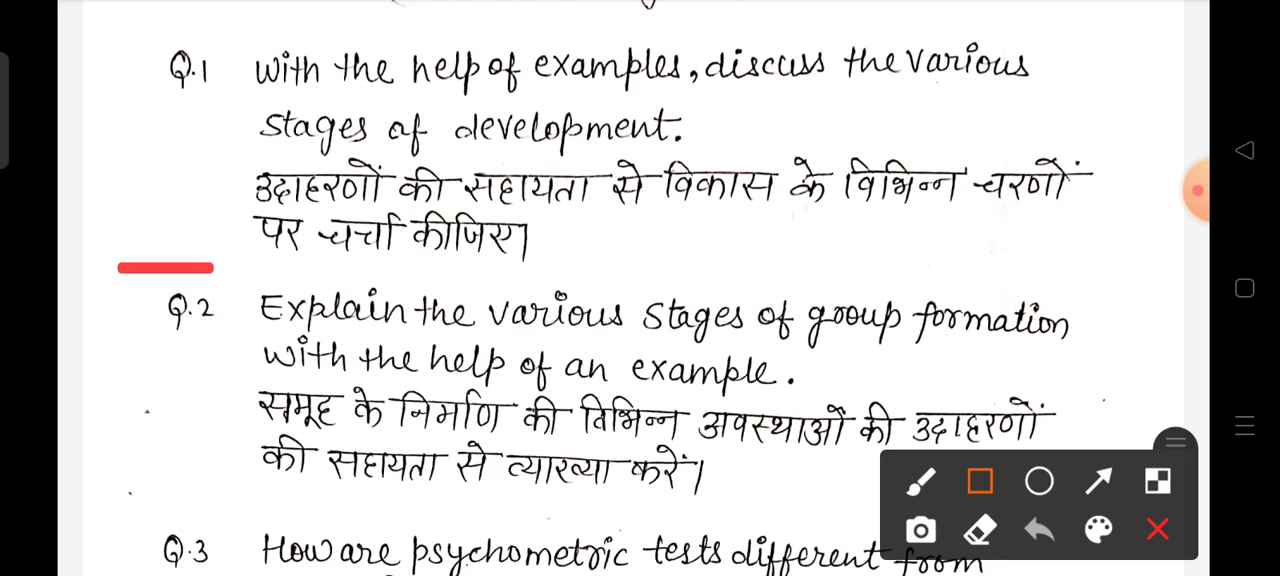 Q.1 With the help of examples, discuss the various
stages of development.
उदाहरणों की सहायता से विकास के विभिन्न चरणों
पर चर्चा कीजिए।
Q.2 Explain the various stages of group formation
with the help of an example.
समूह के निर्माण की विभिन्न अवस्थाओं की उदाहरणों
की सहायता से व्याख्या करें।
Q.3 How are psychometric tests different from